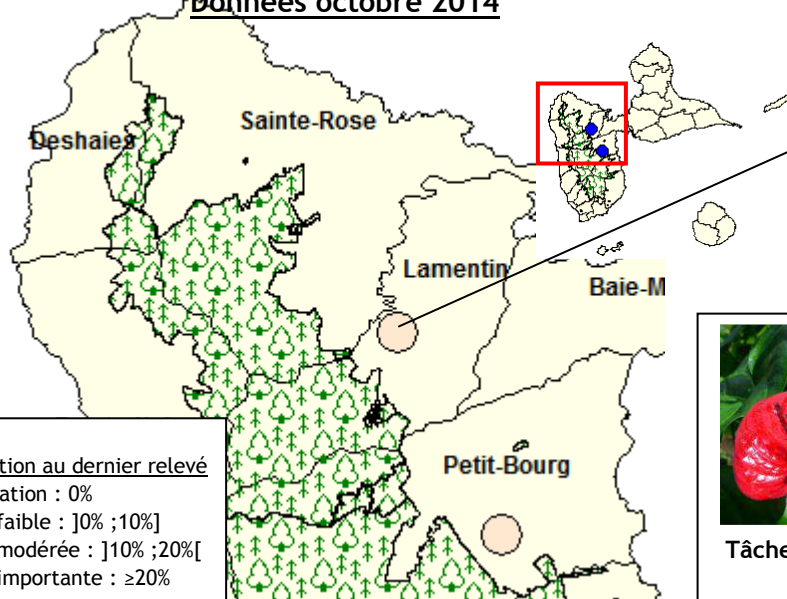 Données octobre 2014
Deshaies
Sainte-Rose
Lamentin
Baie-M
Petit-Bourg
tion au dernier relevé
ation : 0%
faible : ]0% ;10%]
modérée : ]10% ;20%[
importante : ≥20%
Tâche